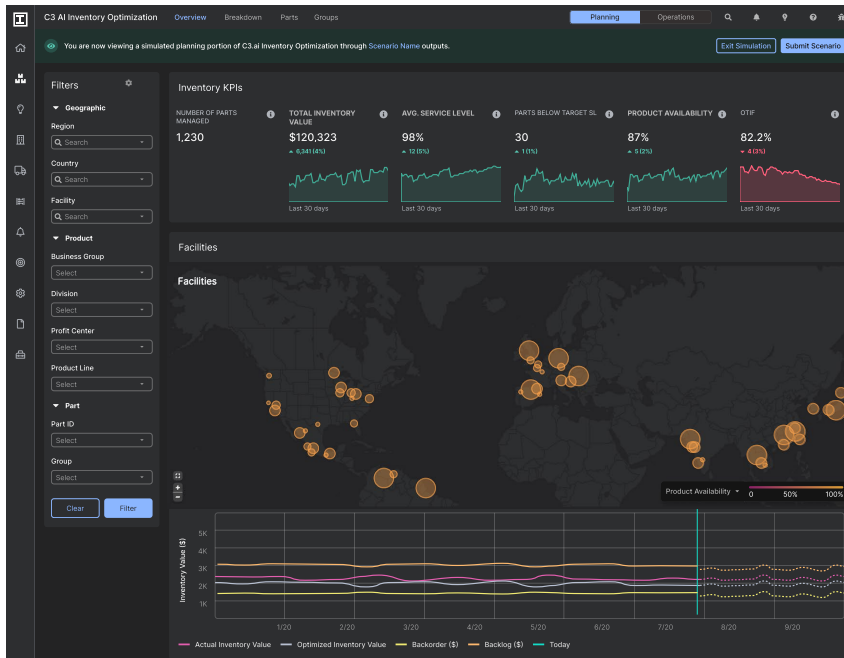 C3 AI Inventory Optimization
Overview
Breakdown
Parts
Groups
Planning
Operations
You are now viewing a simulated planning portion of C3.ai Inventory Optimization through Scenario Name outputs.
Exit Simulation
Submit Scenario
Filters
Geographic
Region
Search
Country
Search
Facility
Search
Product
Business Group
Select
Division
Select
Profit Center
Select
Product Line
Select
Part
Part ID
Select
Group
Select
Clear
Filter
Inventory KPIs
NUMBER OF PARTS
MANAGED
1,230
TOTAL INVENTORY
VALUE
$120,323
6,341 (4%)
Last 30 days
AVG. SERVICE LEVEL
98%
12 (5%)
Last 30 days
PARTS BELOW TARGET SL
30
1 (1%)
Last 30 days
PRODUCT AVAILABILITY
87%
5 (2%)
Last 30 days
OTIF
82.2%
4 (3%)
Last 30 days
Facilities
Facilities
Product Availability
0
50%
100%
Inventory Value ($)
5K
4K
3K
2K
1K
1/20
2/20
3/20
4/20
5/20
6/20
7/20
8/20
9/20
Actual Inventory Value
Optimized Inventory Value
Backorder ($)
Backlog ($)
Today